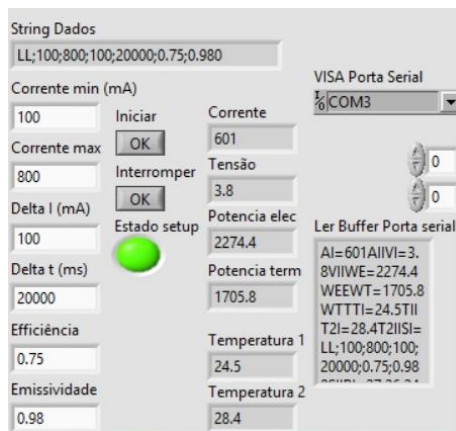 String Dados
LL;100;800;100;20000;0.75;0.980
Corrente min (mA)
100
Corrente max
800
Delta I (mA)
100
Delta t (ms)
20000
Efficiência
0.75
Emissividade
0.98
Iniciar
OK
Interromper
OK
Estado setup
Corrente
601
Tensão
3.8
Potencia elec
2274.4
Potencia term
1705.8
Temperatura 1
24.5
Temperatura 2
28.4
VISA Porta Serial
COM3
0
0
Ler Buffer Porta serial
AI=601AIIVI=3.
8VIIWE=2274.4
WEEWT=1705.8
WTTTI=24.5TII
T2I=28.4T2IISI=
LL;100;800;100;
20000;0.75;0.98